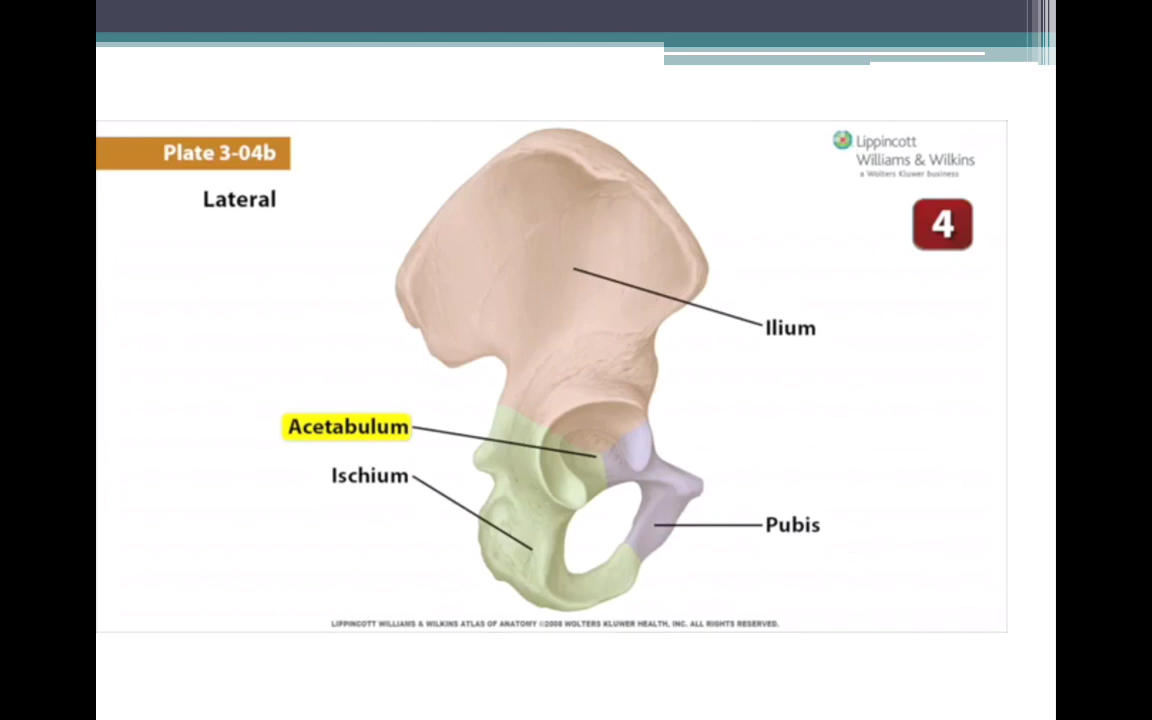 Plate 3-04b
Lippincott
Williams & Wilkins
a Wolters Kluwer business
Lateral
4
Ilium
Acetabulum
Ischium
Pubis
LIPPINCOTT WILLIAMS & WILKINS ATLAS OF ANATOMY ©2008 WOLTERS KLUWER HEALTH, INC. ALL RIGHTS RESERVED.